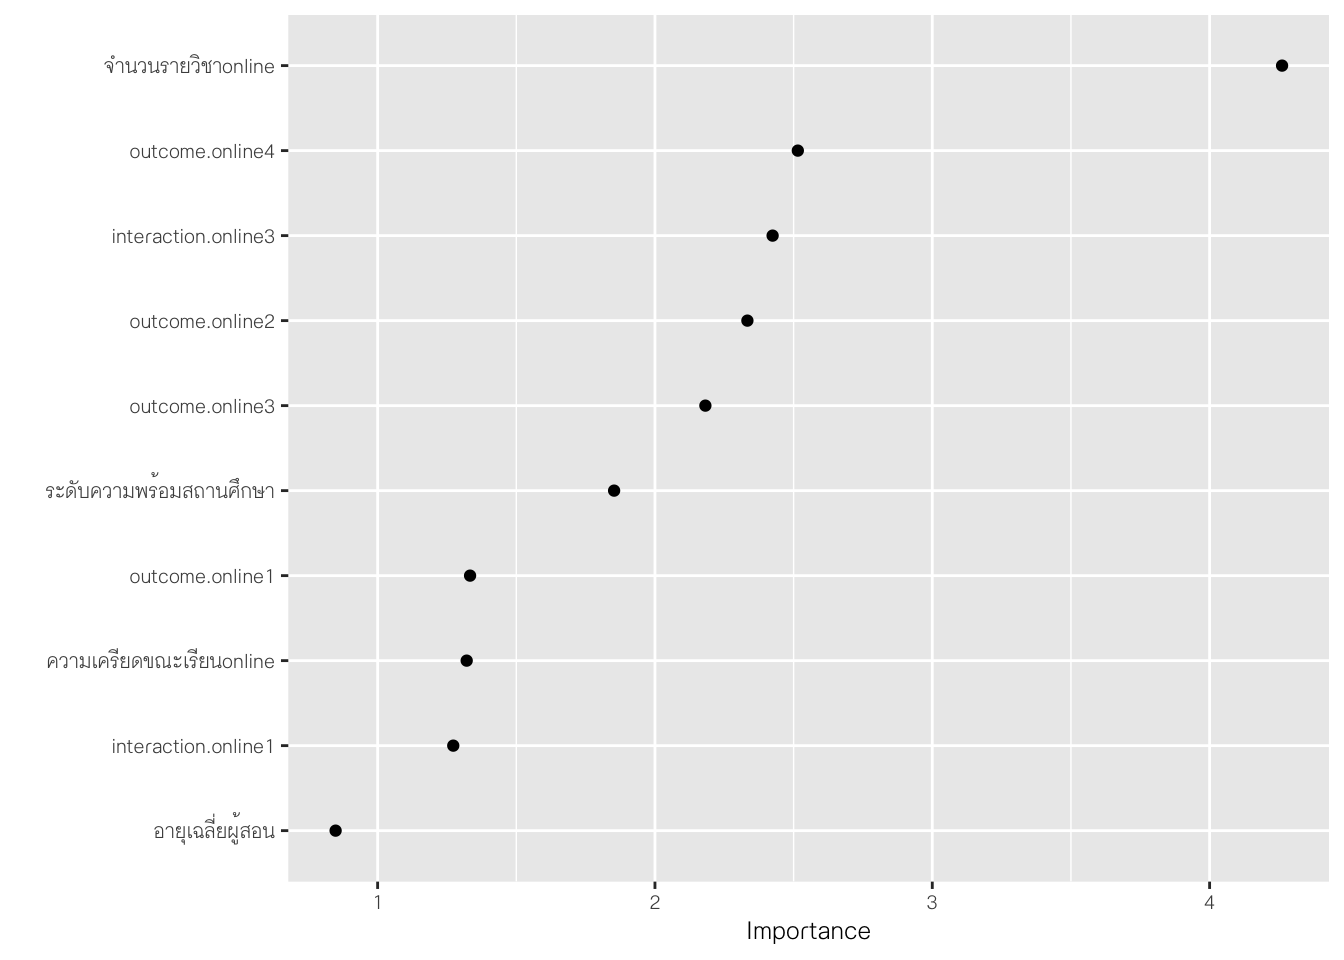 จำนวนรายวิชาonline
outcome.online4
interaction.online3
outcome.online2
outcome.online3
ระดับความพร้อมสถานศึกษา
outcome.online1
ความเครียดขณะเรียนonline
interaction.online1
อายุเฉลี่ยผู้สอน
1 2 3 4
Importance